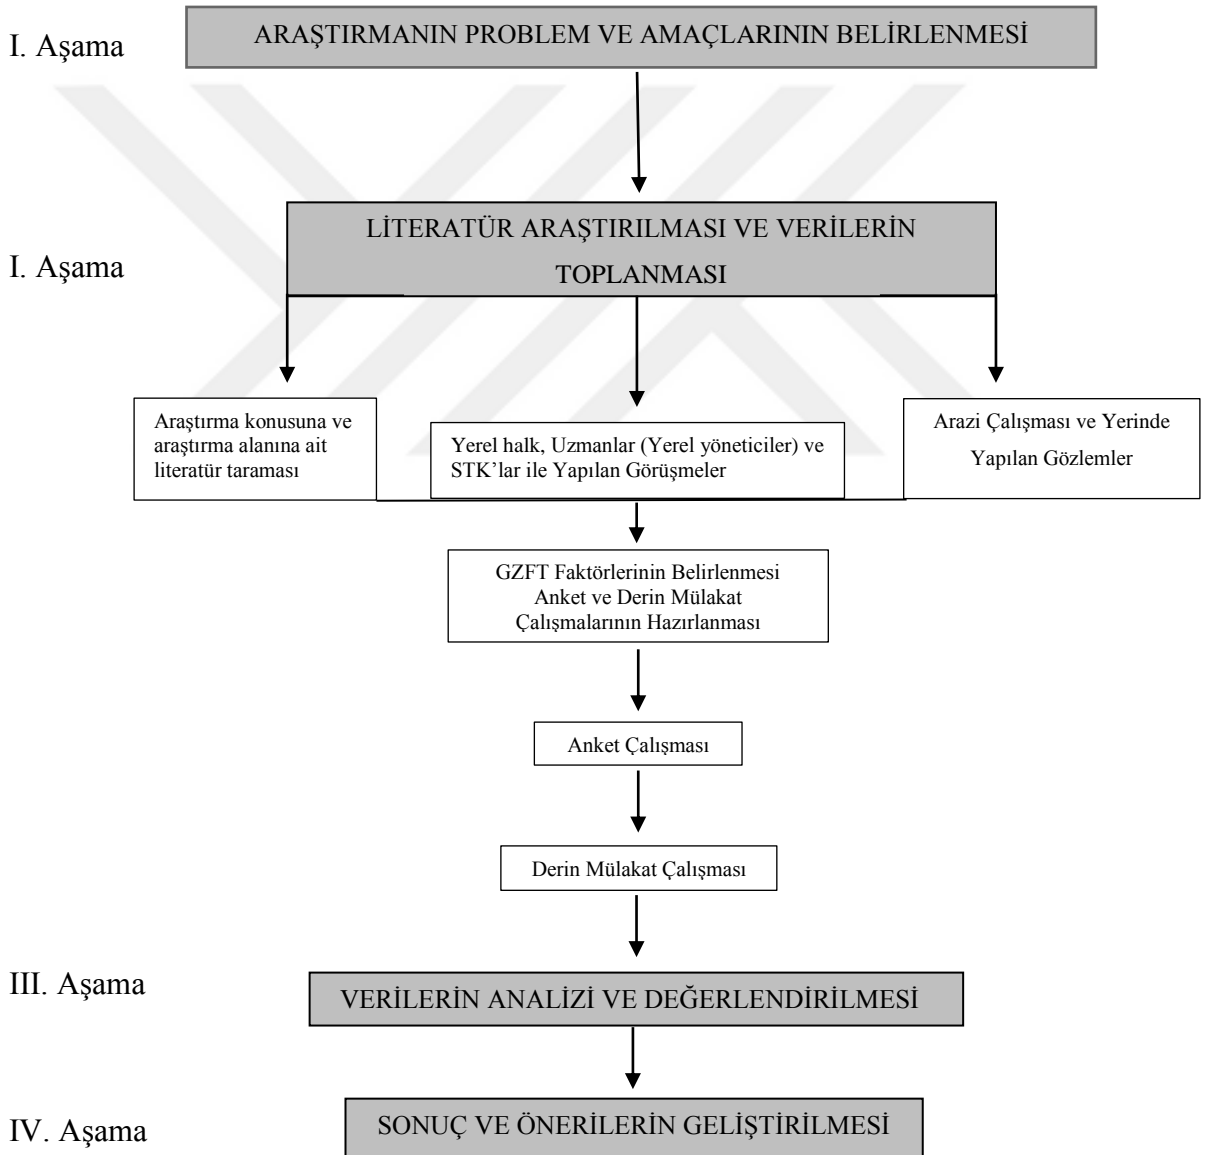 I. Aşama
ARAŞTIRMANIN PROBLEM VE AMAÇLARININ BELİRLENMESİ
I. Aşama
LİTERATÜR ARAŞTIRILMASI VE VERİLERİN
TOPLANMASI
Araştırma konusuna ve
araştırma alanına ait
literatür taraması
Yerel halk, Uzmanlar (Yerel yöneticiler) ve
STK’lar ile Yapılan Görüşmeler
Arazi Çalışması ve Yerinde
Yapılan Gözlemler
GZFT Faktörlerinin Belirlenmesi
Anket ve Derin Mülakat
Çalışmalarının Hazırlanması
Anket Çalışması
Derin Mülakat Çalışması
III. Aşama
VERİLERİN ANALİZİ VE DEĞERLENDİRİLMESİ
IV. Aşama
SONUÇ VE ÖNERİLERİN GELİŞTİRİLMESİ